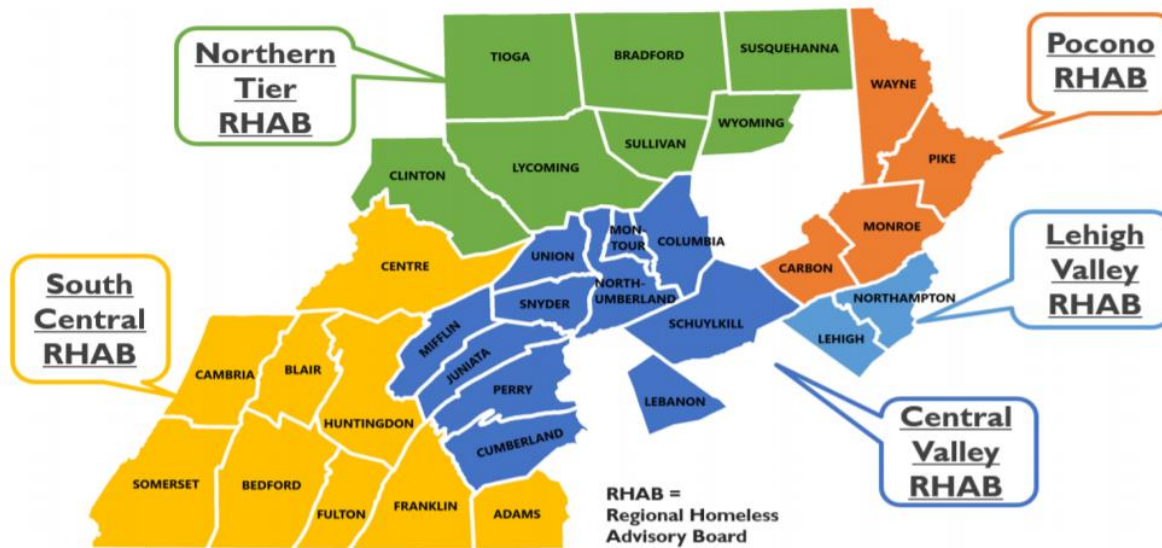 Northern
Tier
RHAB
TIOGA
BRADFORD
SUSQUEHANNA
WAYNE
Pocono
RHAB
WYOMING
SULLIVAN
LYCOMING
CLINTON
PIKE
MONROE
CARBON
Lehigh
Valley
RHAB
NORTHAMPTON
LEHIGH
South
Central
RHAB
CENTRE
CAMBRIA
BLAIR
HUNTINGDON
SOMERSET
BEDFORD
FULTON
FRANKLIN
ADAMS
UNION
MON-
TOUR
COLUMBIA
SNYDER
NORTH-
UMBERLAND
SCHUYLKILL
MIFFLIN
JUNIATA
PERRY
CUMBERLAND
LEBANON
Central
Valley
RHAB
RHAB =
Regional Homeless
Advisory Board